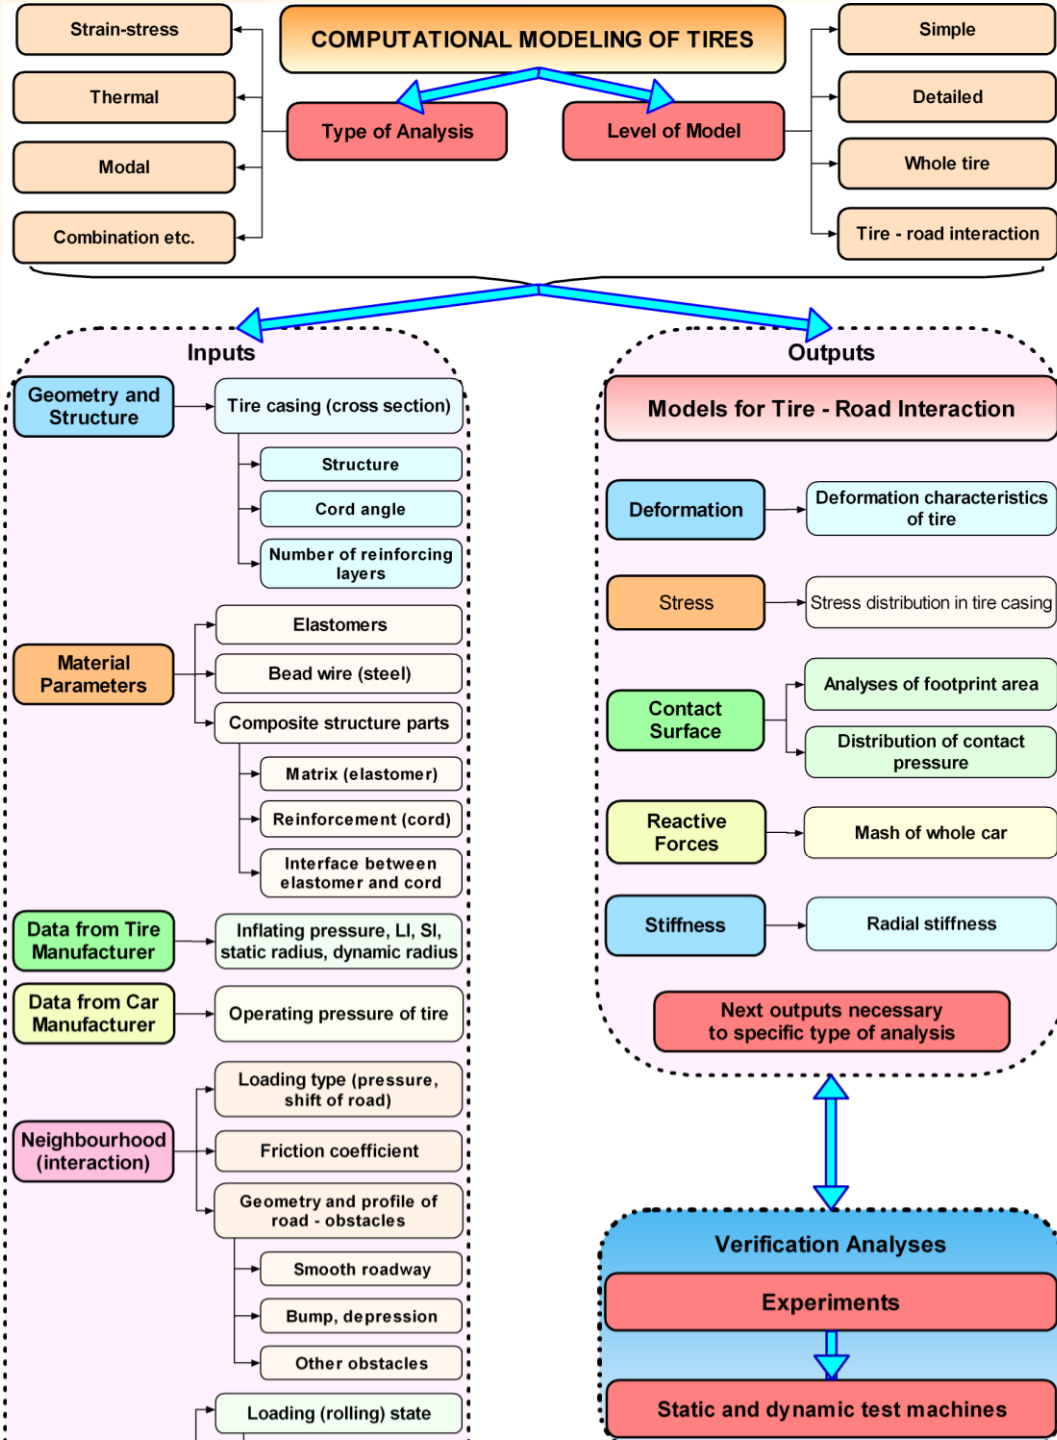 COMPUTATIONAL MODELING OF TIRES
Type of Analysis
Strain-stress
Thermal
Modal
Combination etc.
Level of Model
Simple
Detailed
Whole tire
Tire - road interaction
Inputs
Geometry and
Structure
Tire casing (cross section)
Structure
Cord angle
Number of reinforcing
layers
Material
Parameters
Elastomers
Bead wire (steel)
Composite structure parts
Matrix (elastomer)
Reinforcement (cord)
Interface between
elastomer and cord
Data from Tire
Manufacturer
Inflating pressure, LI, SI,
static radius, dynamic radius
Data from Car
Manufacturer
Operating pressure of tire
Neighbourhood
(interaction)
Loading type (pressure,
shift of road)
Friction coefficient
Geometry and profile of
road - obstacles
Smooth roadway
Bump, depression
Other obstacles
Loading (rolling) state
Outputs
Models for Tire - Road Interaction
Deformation
Deformation characteristics
of tire
Stress
Stress distribution in tire casing
Contact
Surface
Analyses of footprint area
Distribution of contact
pressure
Reactive
Forces
Mash of whole car
Stiffness
Radial stiffness
Next outputs necessary
to specific type of analysis
Verification Analyses
Experiments
Static and dynamic test machines